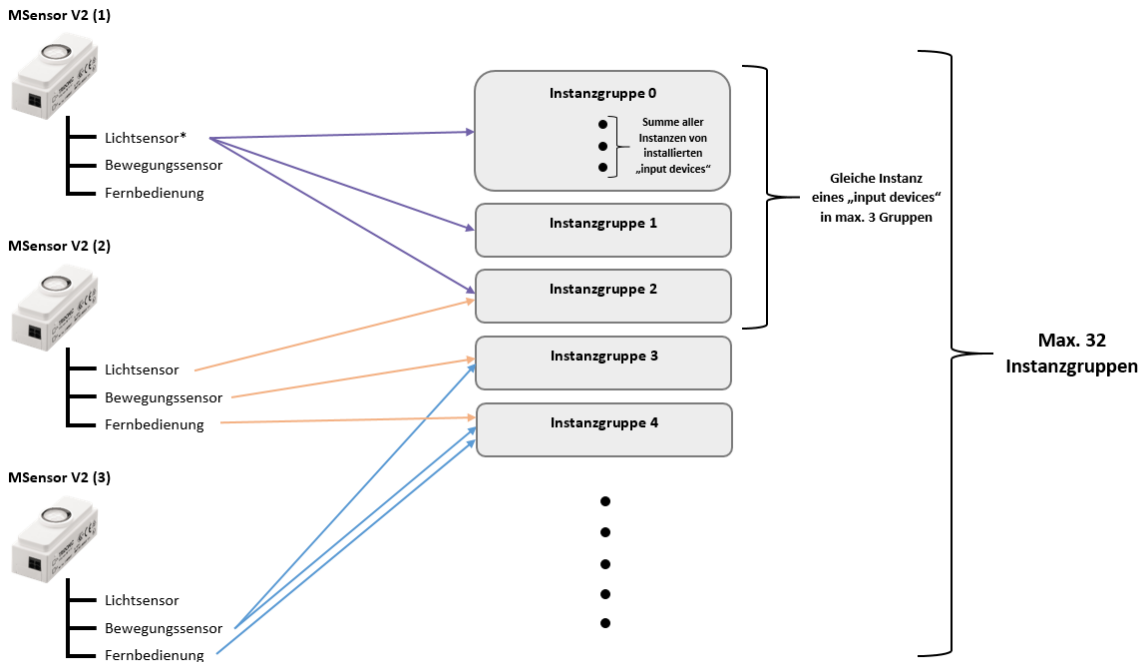 MSensor V2 (1)
Lichtsensor*
Bewegungssensor
Fernbedienung
MSensor V2 (2)
Lichtsensor
Bewegungssensor
Fernbedienung
MSensor V2 (3)
Lichtsensor
Bewegungssensor
Fernbedienung
Instanzgruppe 0
Summe aller
Instanzen von
installierten
„input devices“
Instanzgruppe 1
Instanzgruppe 2
Instanzgruppe 3
Instanzgruppe 4
Gleiche Instanz
eines „input devices“
in max. 3 Gruppen
Max. 32
Instanzgruppen